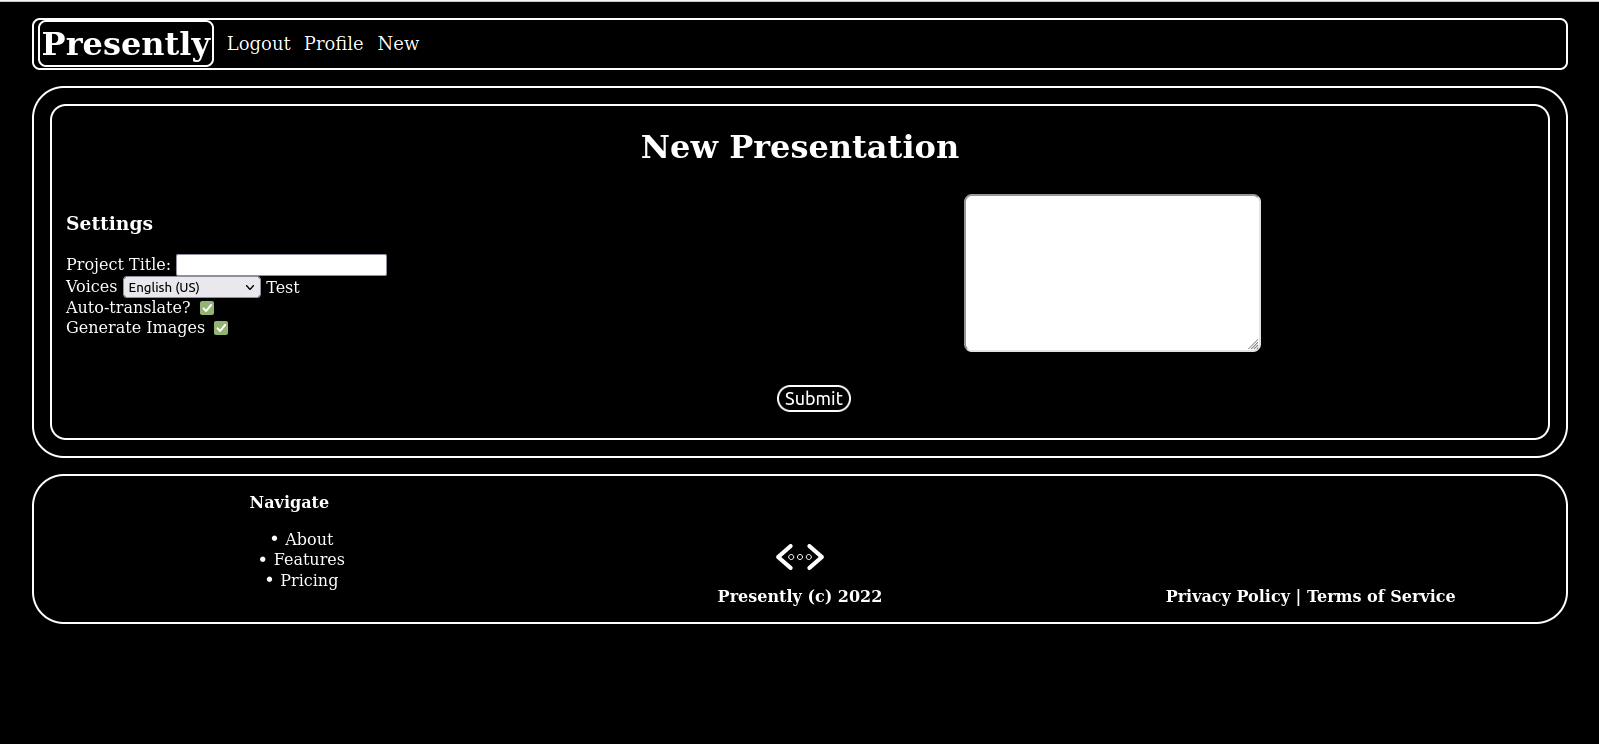 Presently Logout Profile New
New Presentation
Settings
Project Title:
Voices English (US) Test
Auto-translate? ✅
Generate Images ✅
Submit
Navigate
• About
• Features
• Pricing
Presently (c) 2022
Privacy Policy | Terms of Service